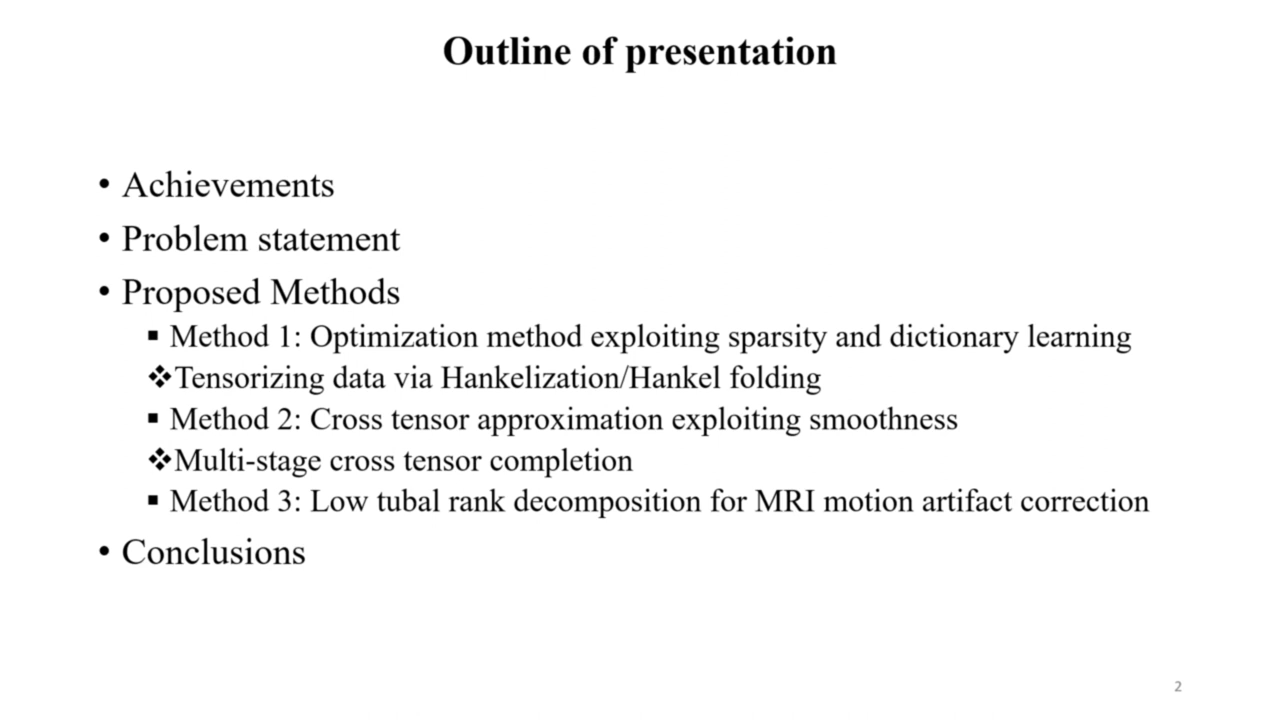 Outline of presentation
• Achievements
• Problem statement
• Proposed Methods
▪ Method 1: Optimization method exploiting sparsity and dictionary learning
❖Tensorizing data via Hankelization/Hankel folding
▪ Method 2: Cross tensor approximation exploiting smoothness
❖Multi-stage cross tensor completion
▪ Method 3: Low tubal rank decomposition for MRI motion artifact correction
• Conclusions
2